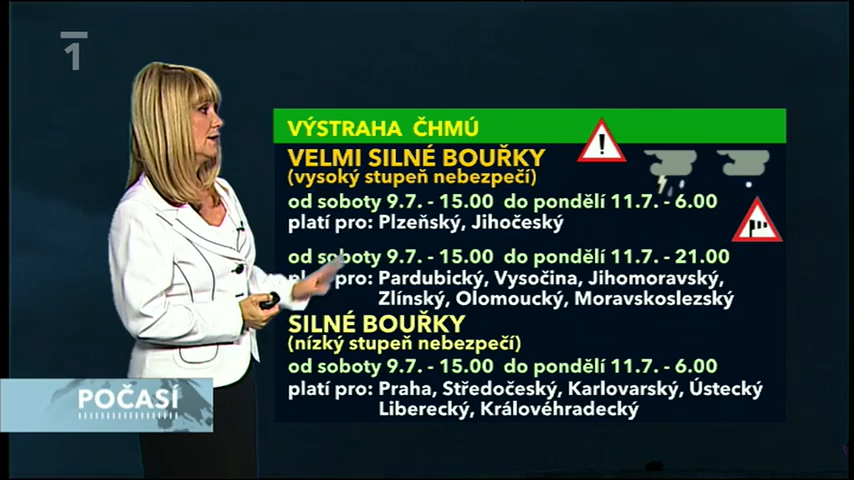 1
VÝSTRAHA ČHMÚ
VELMI SILNÉ BOUŘKY
(vysoký stupeň nebezpečí)
od soboty 9.7. - 15.00 do pondělí 11.7. - 6.00
platí pro: Plzeňský, Jihočeský
od soboty 9.7. - 15.00 do pondělí 11.7. - 21.00
pro: Pardubický, Vysočina, Jihomoravský,
Zlínský, Olomoucký, Moravskoslezský
SILNÉ BOUŘKY
(nízký stupeň nebezpečí)
od soboty 9.7. - 15.00 do pondělí 11.7. - 6.00
platí pro: Praha, Středočeský, Karlovarský, Ústecký
Liberecký, Královéhradecký
POČASÍ